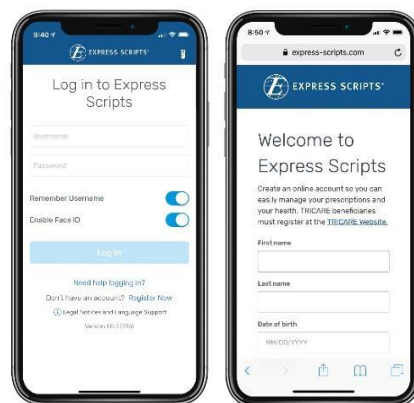 9:40
EXPRESS SCRIPTS®
Log in to Express
Scripts
Username
Password
Remember Username
Enable Face ID
Log In
Need help logging in?
Don't have an account? Register Now
Legal Notices and Language Support
8:50
express-scripts.com
EXPRESS SCRIPTS®
Welcome to
Express Scripts
Create an online account so you can
easily manage your prescriptions and
your health. TRICARE beneficiaries
must register at the TRICARE website.
First name
Last name
Date of birth
MM/DD/YYYY